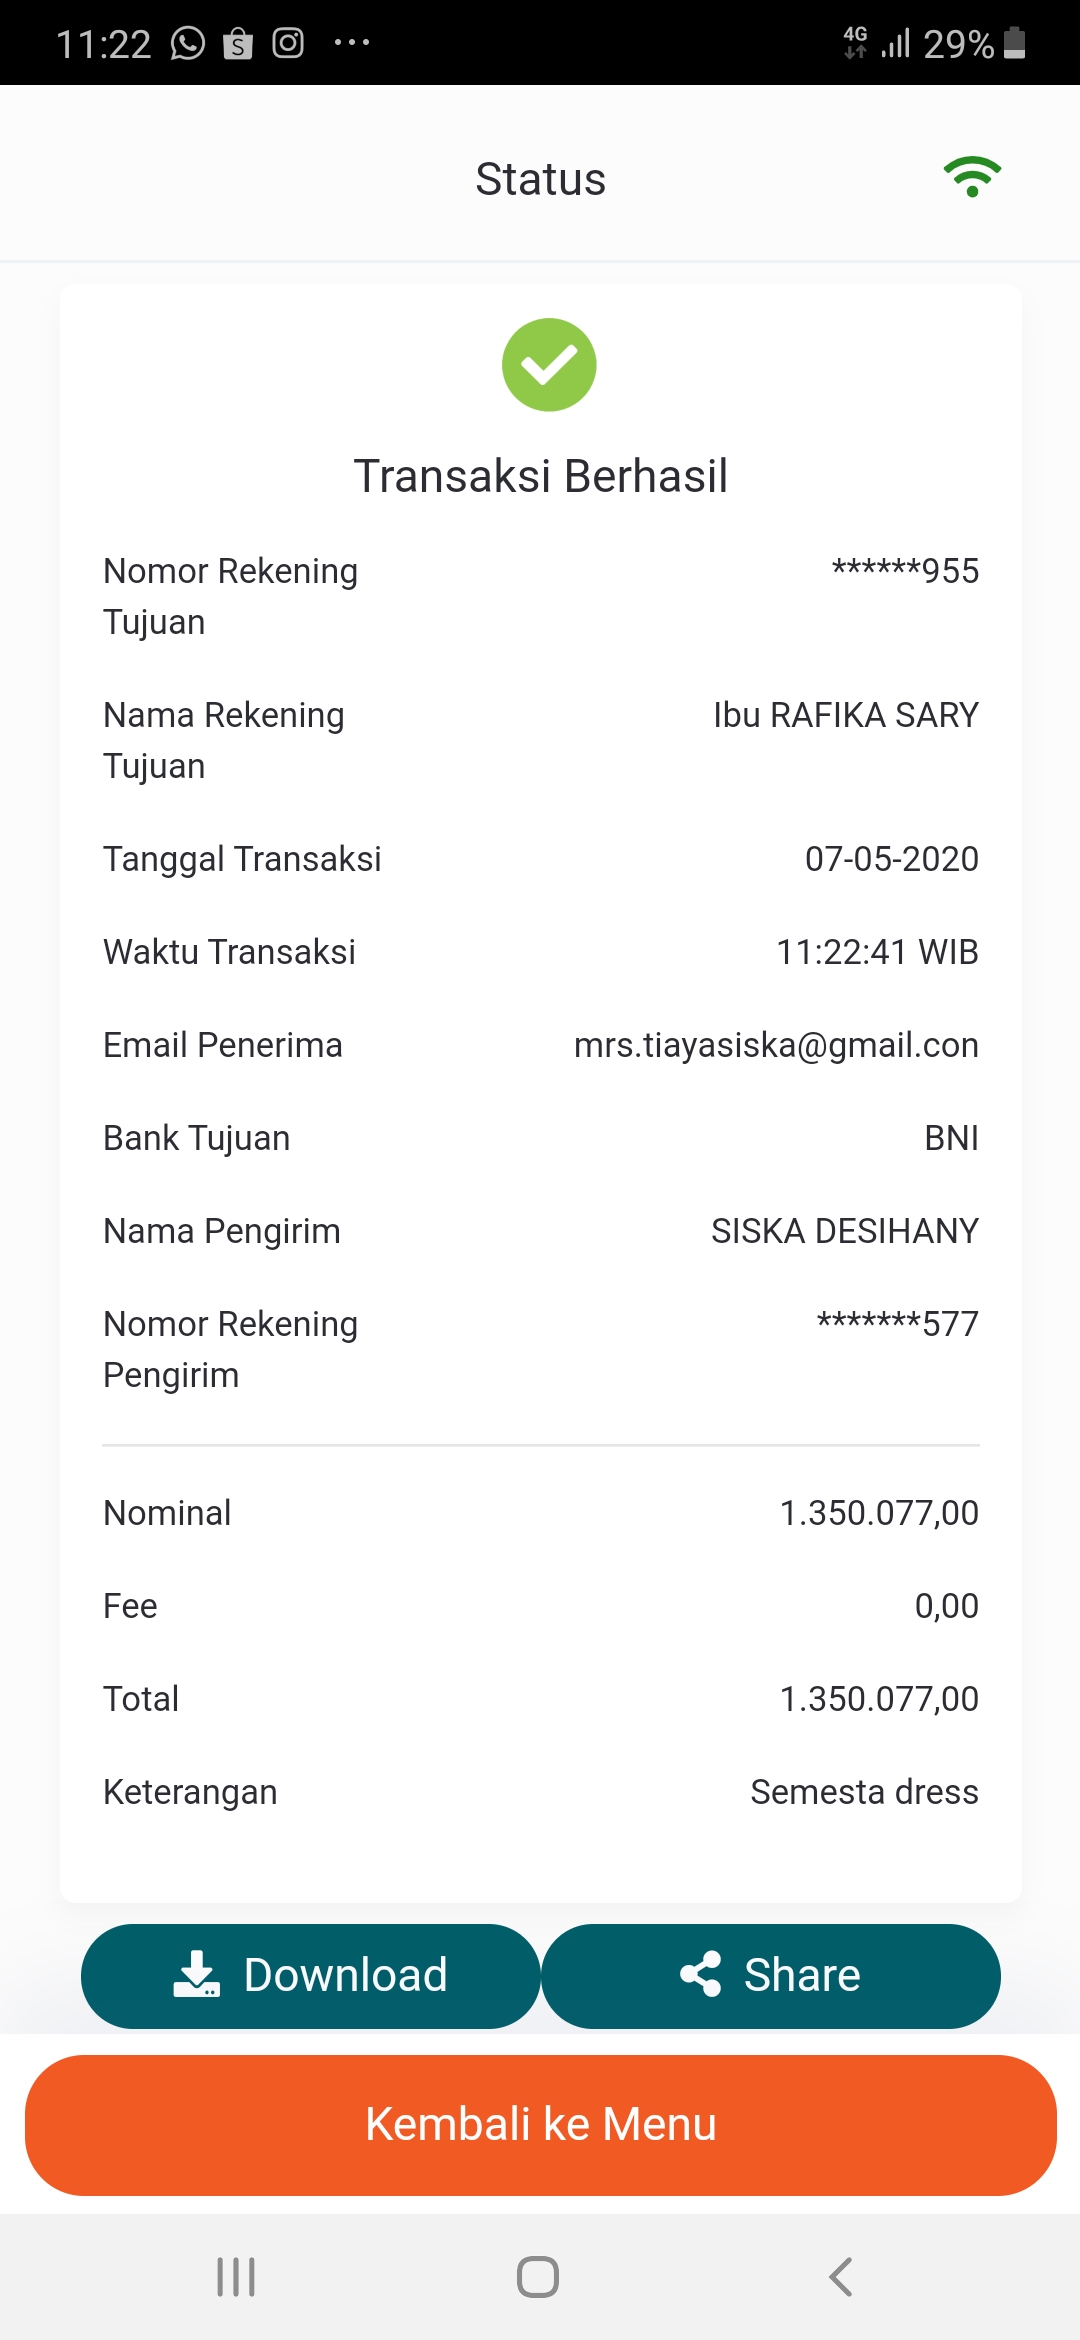 11:22
4G 29%
Status
Transaksi Berhasil
Nomor Rekening Tujuan ******955
Nama Rekening Tujuan Ibu RAFIKA SARY
Tanggal Transaksi 07-05-2020
Waktu Transaksi 11:22:41 WIB
Email Penerima mrs.tiayasiska@gmail.con
Bank Tujuan BNI
Nama Pengirim SISKA DESIHANY
Nomor Rekening Pengirim *******577
Nominal 1.350.077,00
Fee 0,00
Total 1.350.077,00
Keterangan Semesta dress
Download Share
Kembali ke Menu